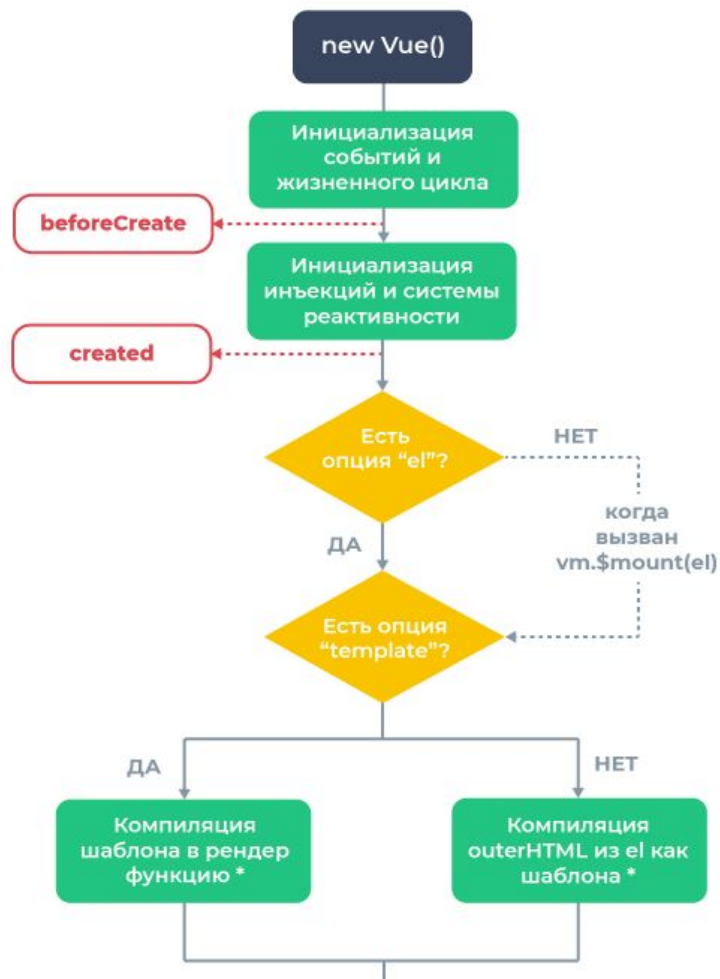 new Vue()
Инициализация
событий и
жизненного цикла
beforeCreate
Инициализация
инъекций и системы
реактивности
created
Есть
опция “el”?
НЕТ
когда
вызван
vm.$mount(el)
ДА
Есть опция
“template”?
ДА
НЕТ
Компиляция
шаблона в рендер
функцию *
Компиляция
outerHTML из el как
шаблона *